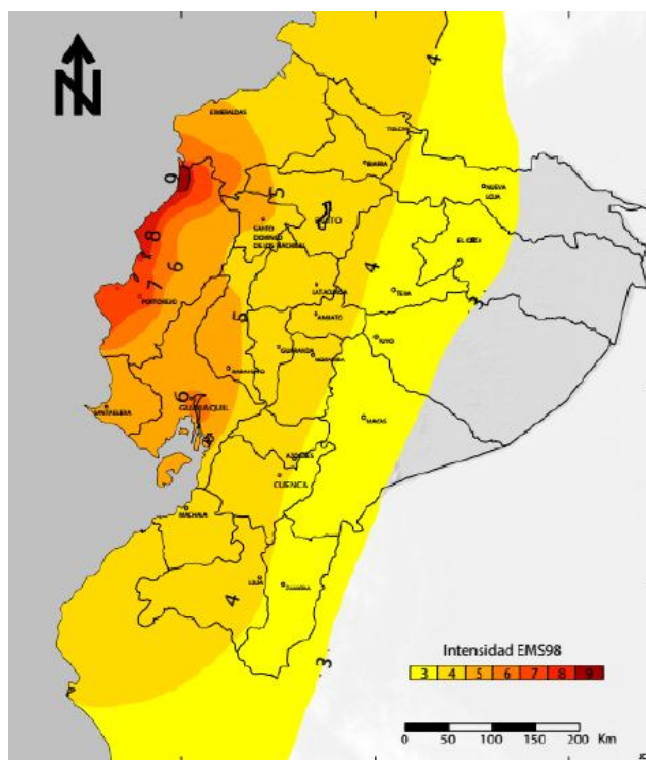 N
4
ESMERALDAS
TULCAN
IBARRA
9
NUEVA
LOJA
5
QUITO
SANTO
DOMINGO
DE LOS
8
6
4
EL COCA
7
LATACUNGA
TENA
PORTOVIEJO
3
5
AMBATO
PUYO
GUARANDA
RIOBAMBA
BABAHOYO
6
GUAYAQUIL
SANTA ELENA
MACAS
AZOGUES
CUENCA
MACHALA
LOJA
ZAMORA
4
3
Intensidad EMS98
3 4 5 6 7 8 9
0 50 100 150 200 Km